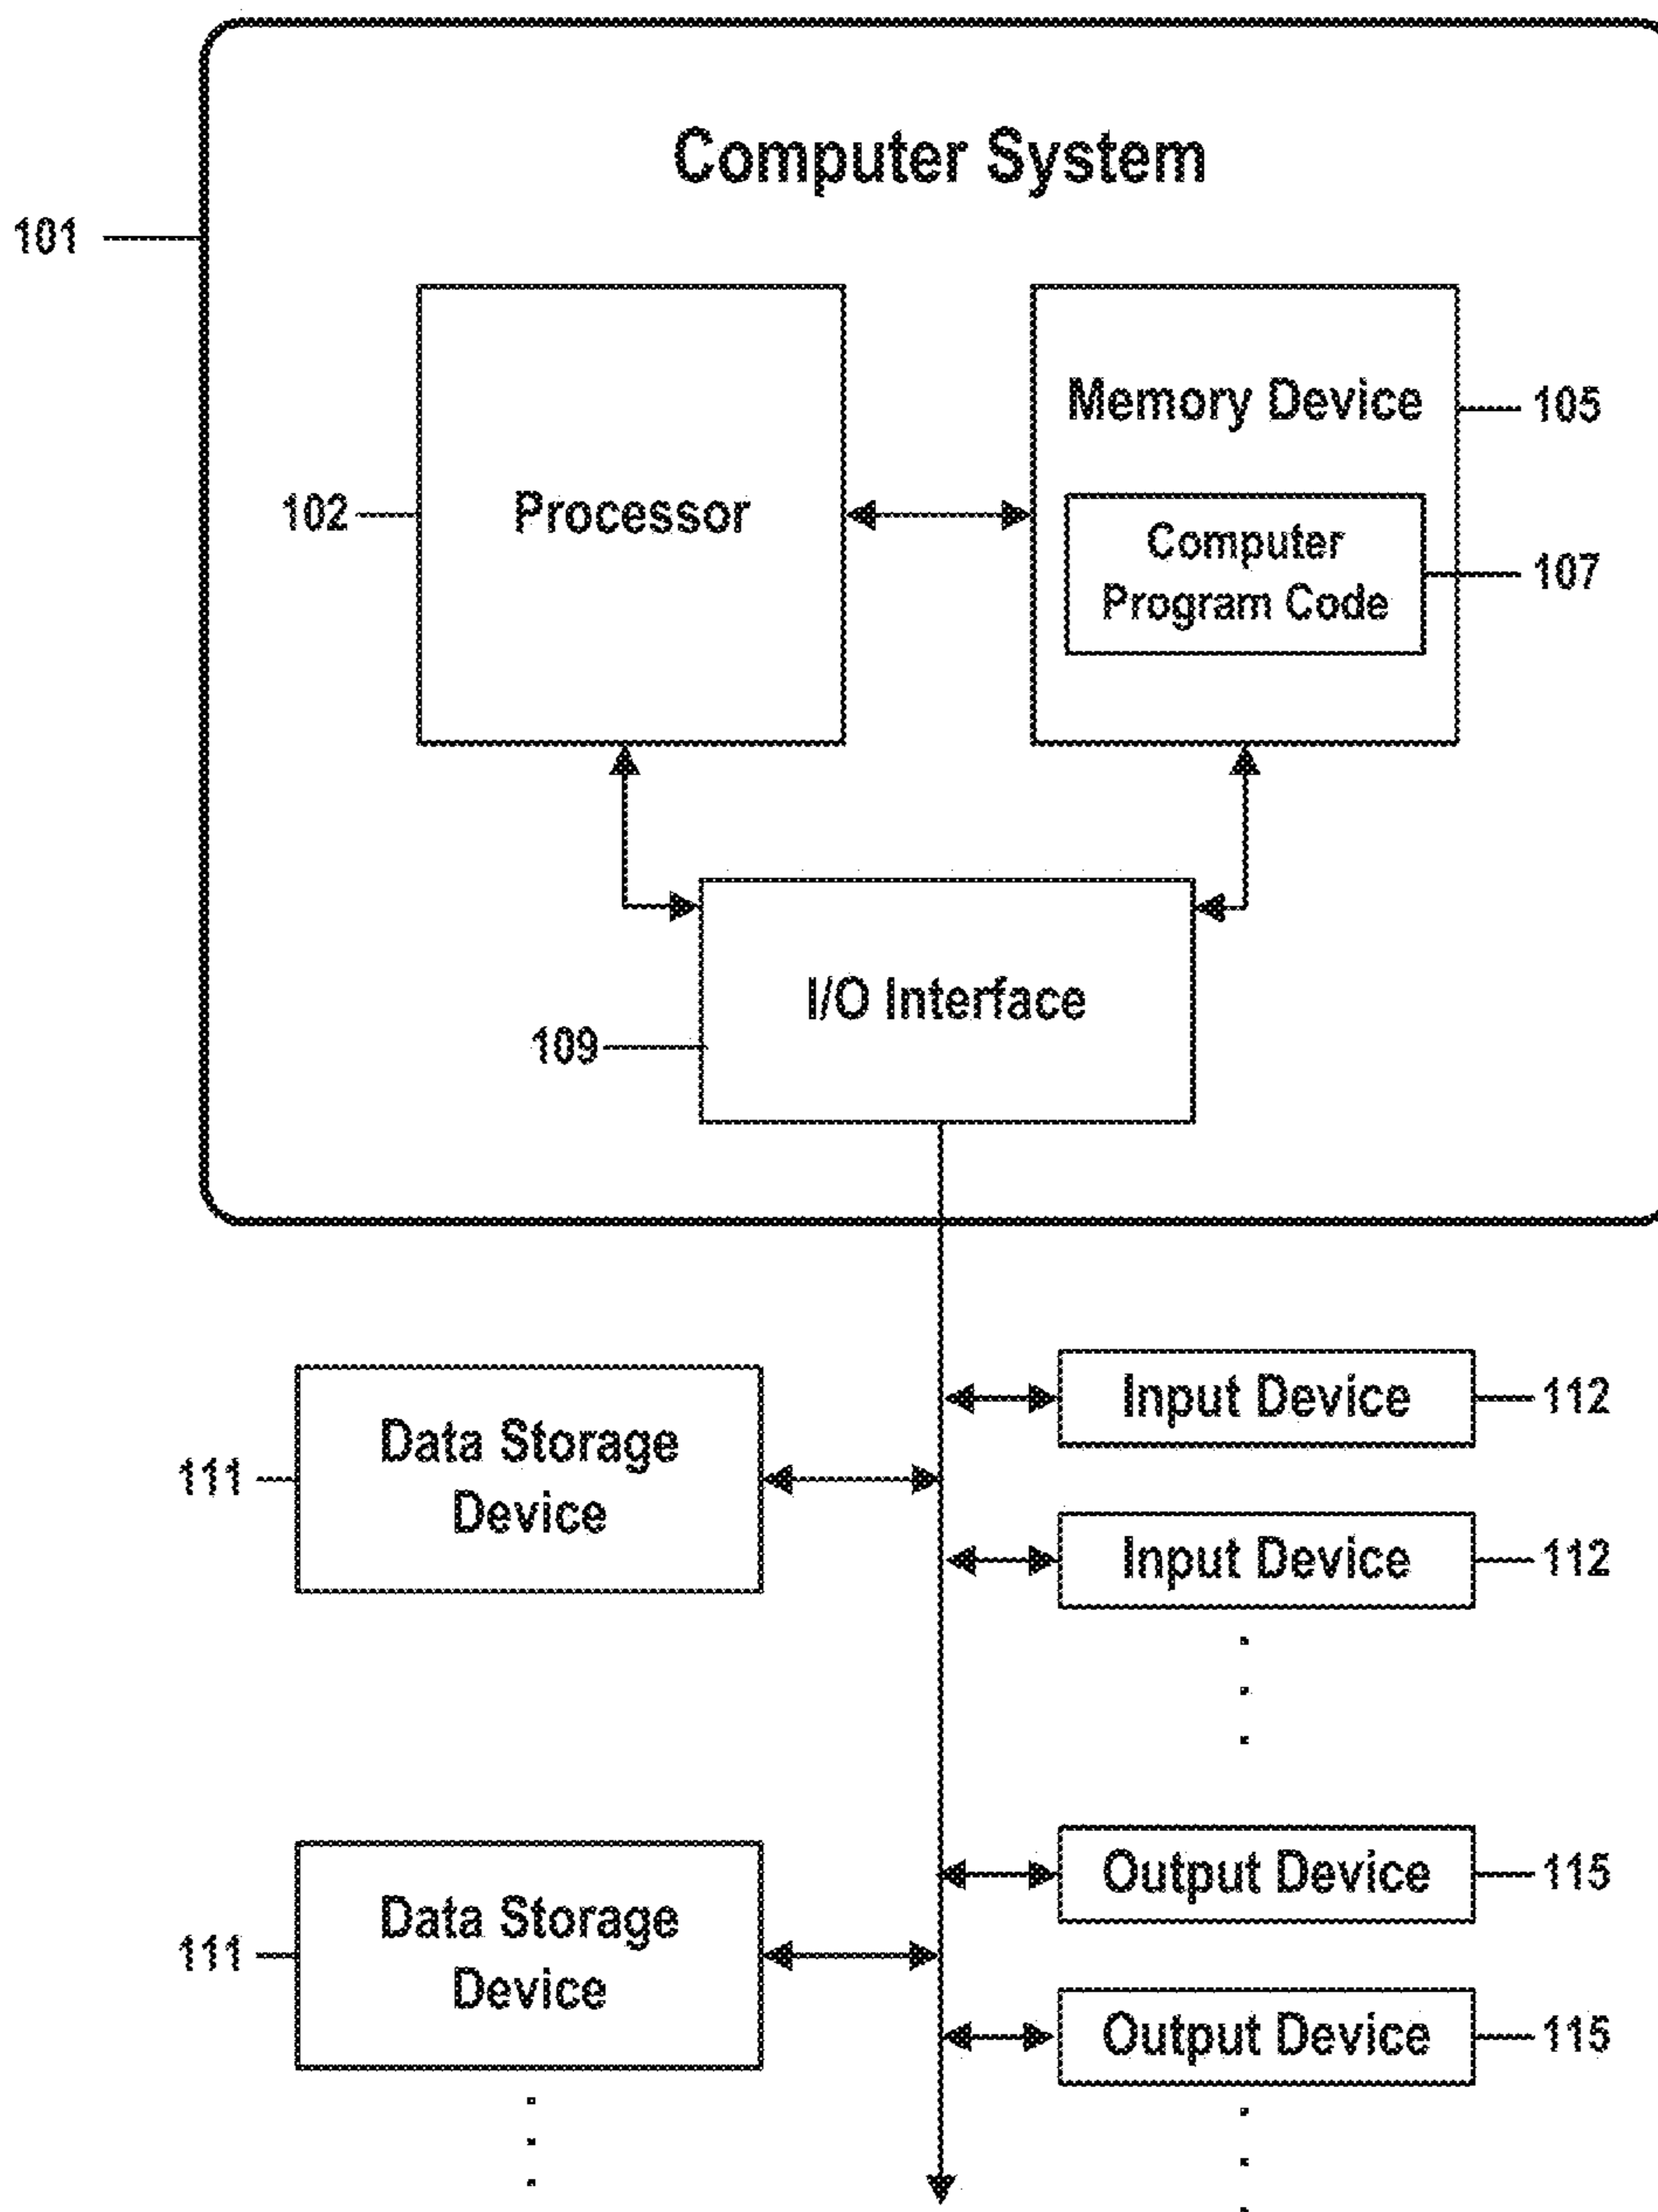 Computer System
101
Processor
102
Memory Device
105
Computer
Program Code
107
I/O Interface
109
Data Storage
Device
111
Input Device
112
Input Device
112
Data Storage
Device
111
Output Device
115
Output Device
115